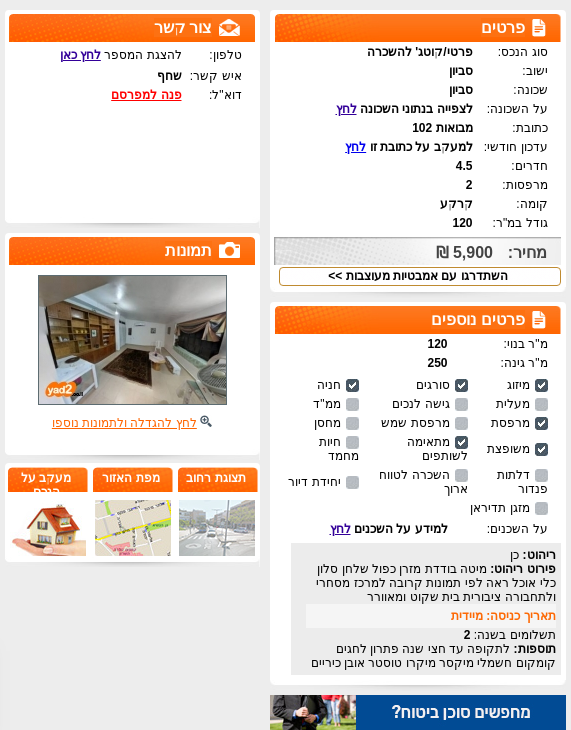 פרטים
סוג הנכס: פרטי/קוטג' להשכרה
ישוב: סביון
שכונה: סביון
על השכונה: לצפייה בנתוני השכונה לחץ
כתובת: מבואות 102
עדכון חודשי: למעקב על כתובת זו לחץ
חדרים: 4.5
מרפסות: 2
קומה: קרקע
גודל במ"ר: 120
מחיר: 5,900 ₪
השתדרגו עם אמבטיות מעוצבות >>
פרטים נוספים
מ"ר בנוי: 120
מ"ר גינה: 250
מיזוג סורגים חניה
מעלית גישה לנכים ממ"ד
מרפסת מרפסת שמש מחסן
משופצת מתאימה לשותפים חיות מחמד
דלתות פנדור השכרה לטווח ארוך יחידת דיור
מזגן תדיראן
על השכנים: למידע על השכנים לחץ
ריהוט: כן
פירוט ריהוט: מיטה בודדת מזרן כפול שלחן סלון
כלי אוכל ראה לפי תמונות קרובה למרכז מסחרי
ולתחבורה ציבורית בית שקוט ומאוורר
תאריך כניסה: מיידית
תשלומים בשנה: 2
תוספות: לתקופה עד חצי שנה פתרון לחגים
קומקום חשמלי מיקסר מיקרו טוסטר אובן כיריים
מחפשים סוכן ביטוח?
צור קשר
טלפון: להצגת המספר לחץ כאן
איש קשר: שחף
דוא"ל: פנה למפרסם
תמונות
yad2
לחץ להגדלה ולתמונות נוספו
תצוגת רחוב מפת האזור מעקב על
הנכס